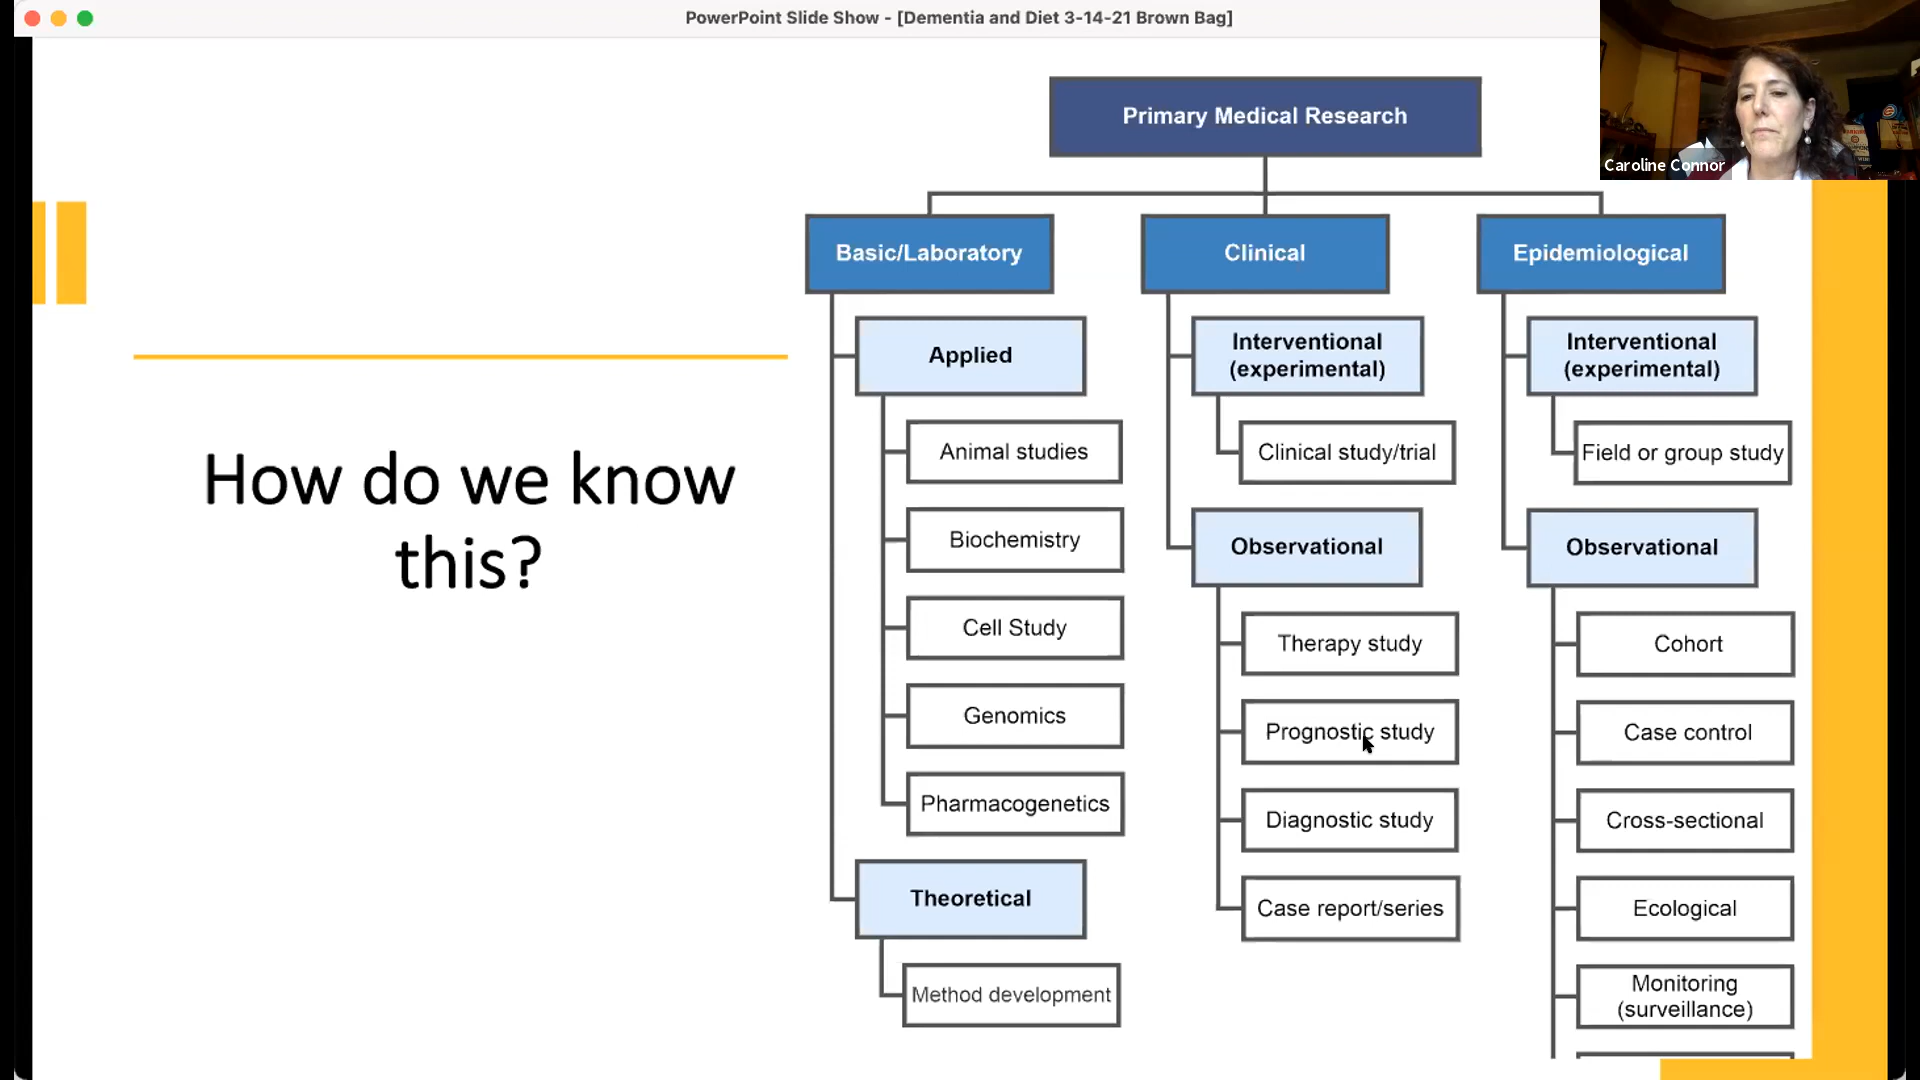 PowerPoint Slide Show - [Dementia and Diet 3-14-21 Brown Bag]
Caroline Connor
How do we know
this?
Primary Medical Research
Basic/Laboratory
Applied
Animal studies
Biochemistry
Cell Study
Genomics
Pharmacogenetics
Theoretical
Method development
Clinical
Interventional
(experimental)
Clinical study/trial
Observational
Therapy study
Prognostic study
Diagnostic study
Case report/series
Epidemiological
Interventional
(experimental)
Field or group study
Observational
Cohort
Case control
Cross-sectional
Ecological
Monitoring
(surveillance)